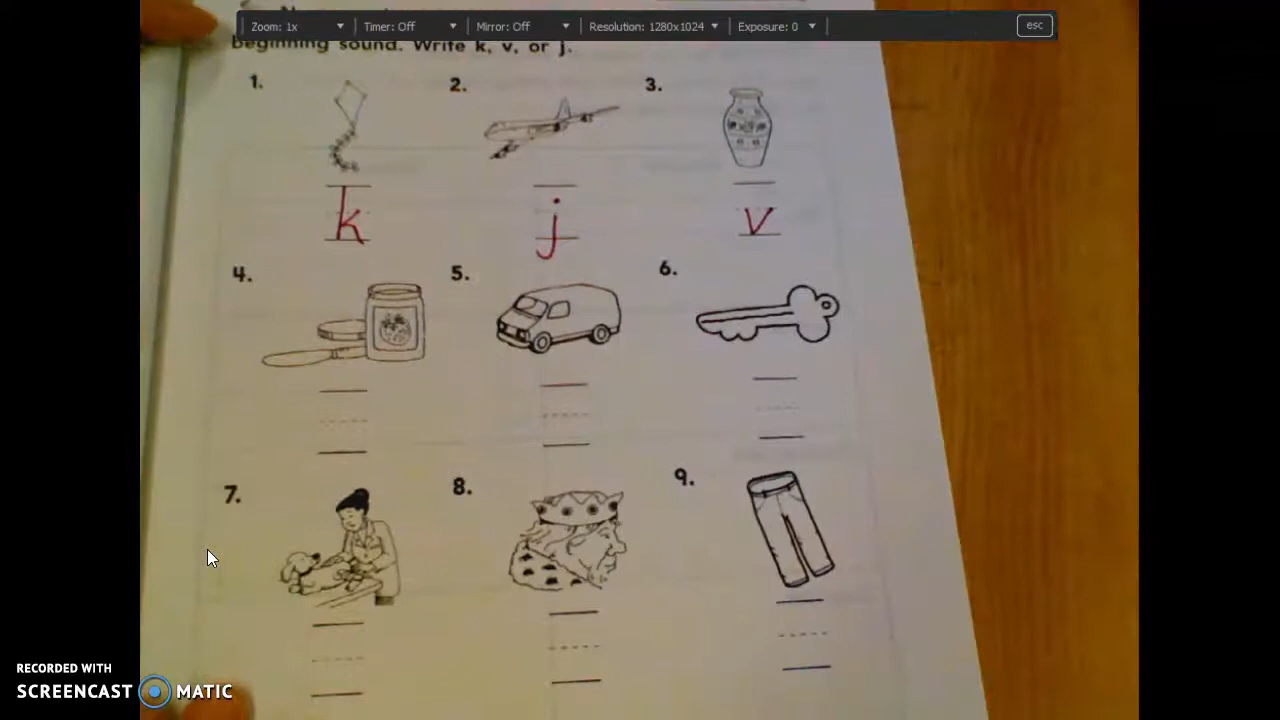 Zoom: 1x Timer: Off Mirror: Off Resolution: 1280x1024 Exposure: 0 esc
beginning sound. Write k, v, or j.
1. 2. 3.
k j v
4. 5. 6.
7. 8. 9.
RECORDED WITH
SCREENCAST MATIC